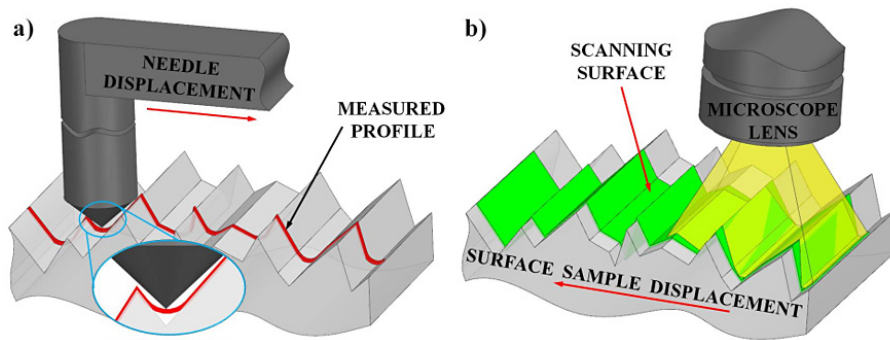 a)
NEEDLE
DISPLACEMENT
MEASURED
PROFILE
b)
SCANNING
SURFACE
MICROSCOPE
LENS
SURFACE SAMPLE DISPLACEMENT